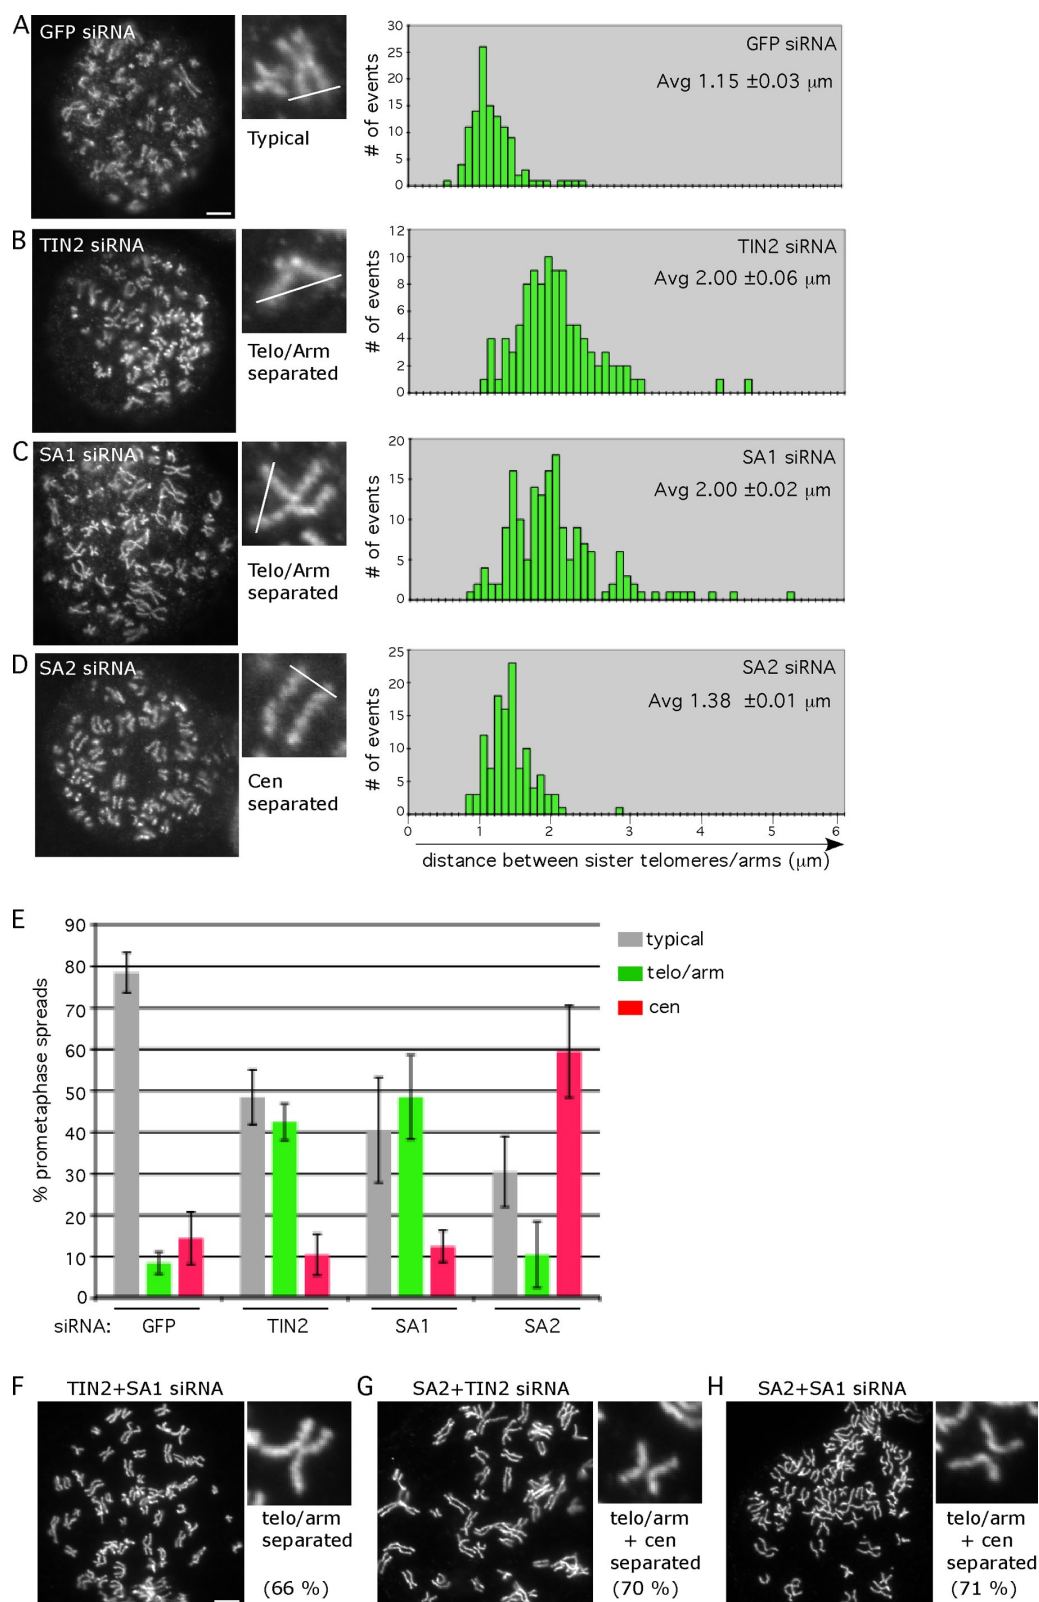 A
GFP siRNA
Typical
# of events
30
25
20
15
10
5
0
GFP siRNA
Avg 1.15 ±0.03 μm
B
TIN2 siRNA
Telo/Arm
separated
# of events
12
10
8
6
4
2
0
TIN2 siRNA
Avg 2.00 ±0.06 μm
C
SA1 siRNA
Telo/Arm
separated
# of events
20
15
10
5
0
SA1 siRNA
Avg 2.00 ±0.02 μm
D
SA2 siRNA
Cen
separated
# of events
25
20
15
10
5
0
SA2 siRNA
Avg 1.38 ±0.01 μm
0 1 2 3 4 5 6
distance between sister telomeres/arms (μm)
E
% prometaphase spreads
90
80
70
60
50
40
30
20
10
0
typical
telo/arm
cen
siRNA: GFP TIN2 SA1 SA2
F
TIN2+SA1 siRNA
telo/arm
separated
(66 %)
G
SA2+TIN2 siRNA
telo/arm
+ cen
separated
(70 %)
H
SA2+SA1 siRNA
telo/arm
+ cen
separated
(71 %)